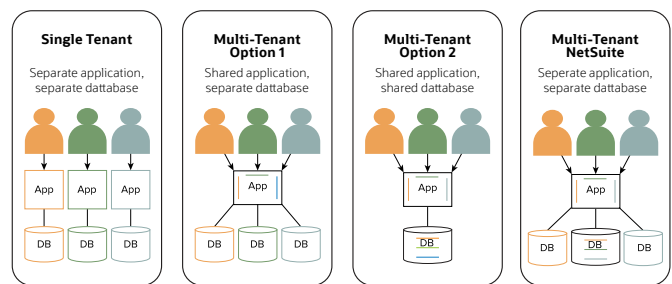 Single Tenant
Separate application,
separate dattabase
App
App
App
DB
DB
DB
Multi-Tenant
Option 1
Shared application,
separate dattabase
App
DB
DB
DB
Multi-Tenant
Option 2
Shared application,
shared dattabase
App
DB
Multi-Tenant
NetSuite
Seperate application,
separate dattabase
App
DB
DB
DB